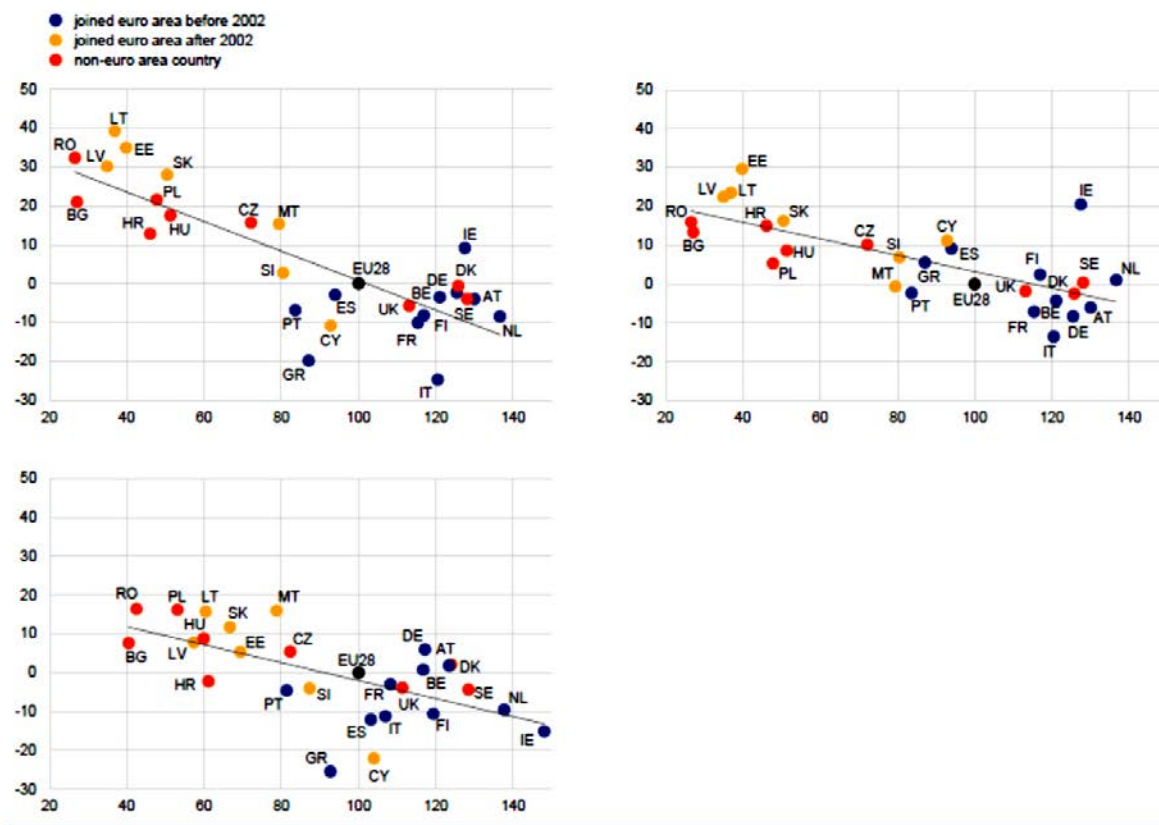 joined euro area before 2002
joined euro area after 2002
non-euro area country
50
40
30
20
10
0
-10
-20
-30
20
40
60
80
100
120
140
RO
LT
LV
EE
SK
BG
PL
HR
HU
CZ
MT
SI
EU28
IE
DE
DK
ES
BE
AT
PT
UK
SE
CY
FI
FR
NL
GR
IT
50
40
30
20
10
0
-10
-20
-30
20
40
60
80
100
120
140
EE
LV
LT
IE
RO
HR
SK
BG
CZ
CY
HU
SI
ES
PL
GR
FI
SE
MT
DK
NL
PT
EU28
UK
BE
FR
AT
DE
IT
50
40
30
20
10
0
-10
-20
-30
20
40
60
80
100
120
140
RO
PL
LT
MT
SK
HU
DE
BG
LV
EE
CZ
AT
EU28
DK
HR
BE
PT
SI
FR
UK
SE
NL
ES
IT
FI
IE
GR
CY